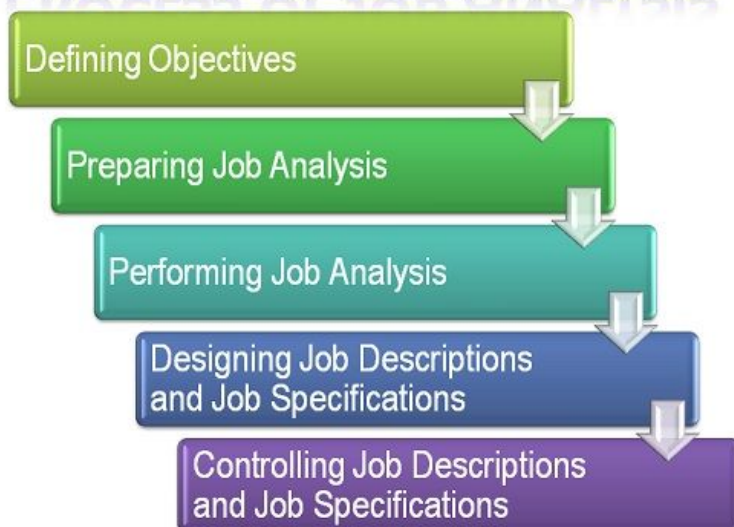 Defining Objectives
Preparing Job Analysis
Performing Job Analysis
Designing Job Descriptions
and Job Specifications
Controlling Job Descriptions
and Job Specifications